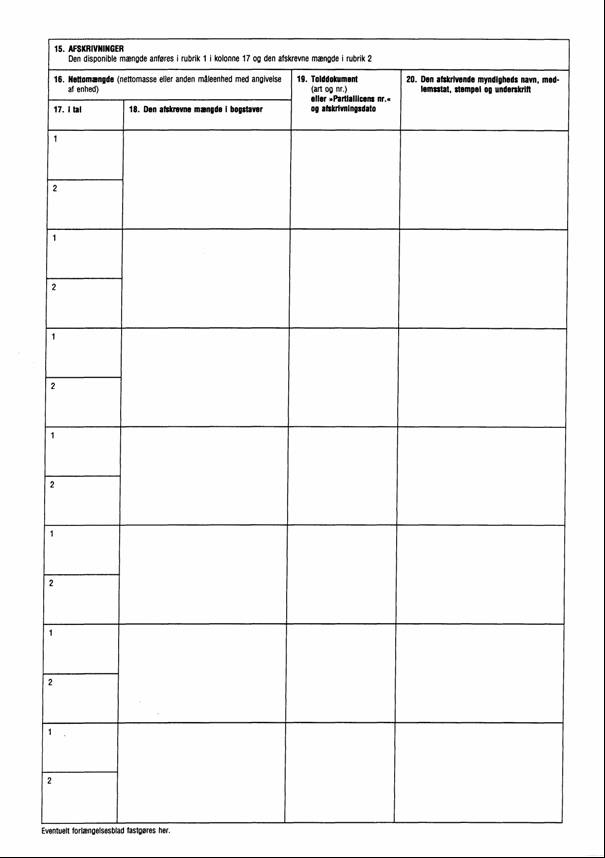 15. AFSKRIVNINGER
Den disponible mængde anføres i rubrik 1 i kolonne 17 og den afskrevne mængde i rubrik 2
16. Nettomængde (nettomasse eller anden måleenhed med angivelse
af enhed)
17. I tal
18. Den afskrevne mængde i bogstaver
19. Tolddokument
(art og nr.)
eller »Partiallicens nr.«
og afskrivningsdato
20. Den afskrivende myndigheds navn, med-
lemsstat, stempel og underskrift
1
2
1
2
1
2
1
2
1
2
1
2
1
2
Eventuelt forlængelsesblad fastgøres her.